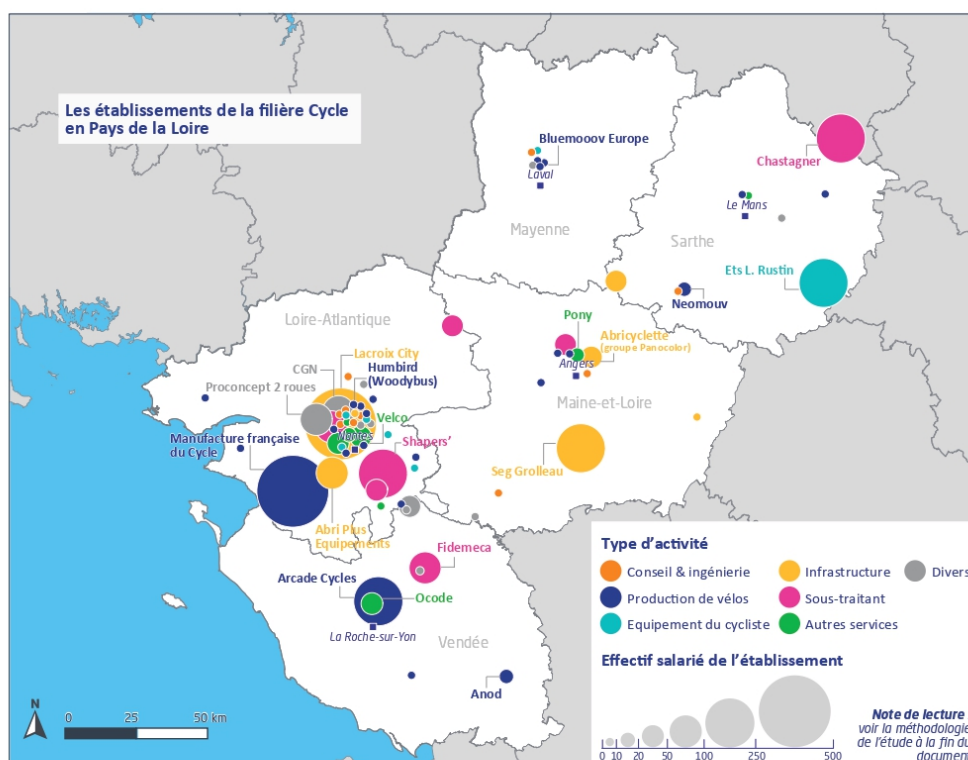 Les établissements de la filière Cycle
en Pays de la Loire
Bluemooov Europe
Laval
Mayenne
Chastagner
Le Mans
Sarthe
Ets L. Rustin
Neomouv
Loire-Atlantique
Lacroix City
CGN
Humbird
(Woodybus)
Proconcept 2 roues
Velco
Nantes
Manufacture française
du Cycle
Shapers'
Abri Plus
Equipements
Pony
Abricyclette
(groupe Panocolor)
Angers
Maine-et-Loire
Seg Grolleau
Fidemeca
Arcade Cycles
Ocode
La Roche-sur-Yon
Vendée
Anod
N
0 25 50 km
Type d'activité
Conseil & ingénierie
Infrastructure
Divers
Production de vélos
Sous-traitant
Equipement du cycliste
Autres services
Effectif salarié de l'établissement
0 10 20 50 100 250 500
Note de lecture
voir la méthodologie
de l'étude à la fin du
document